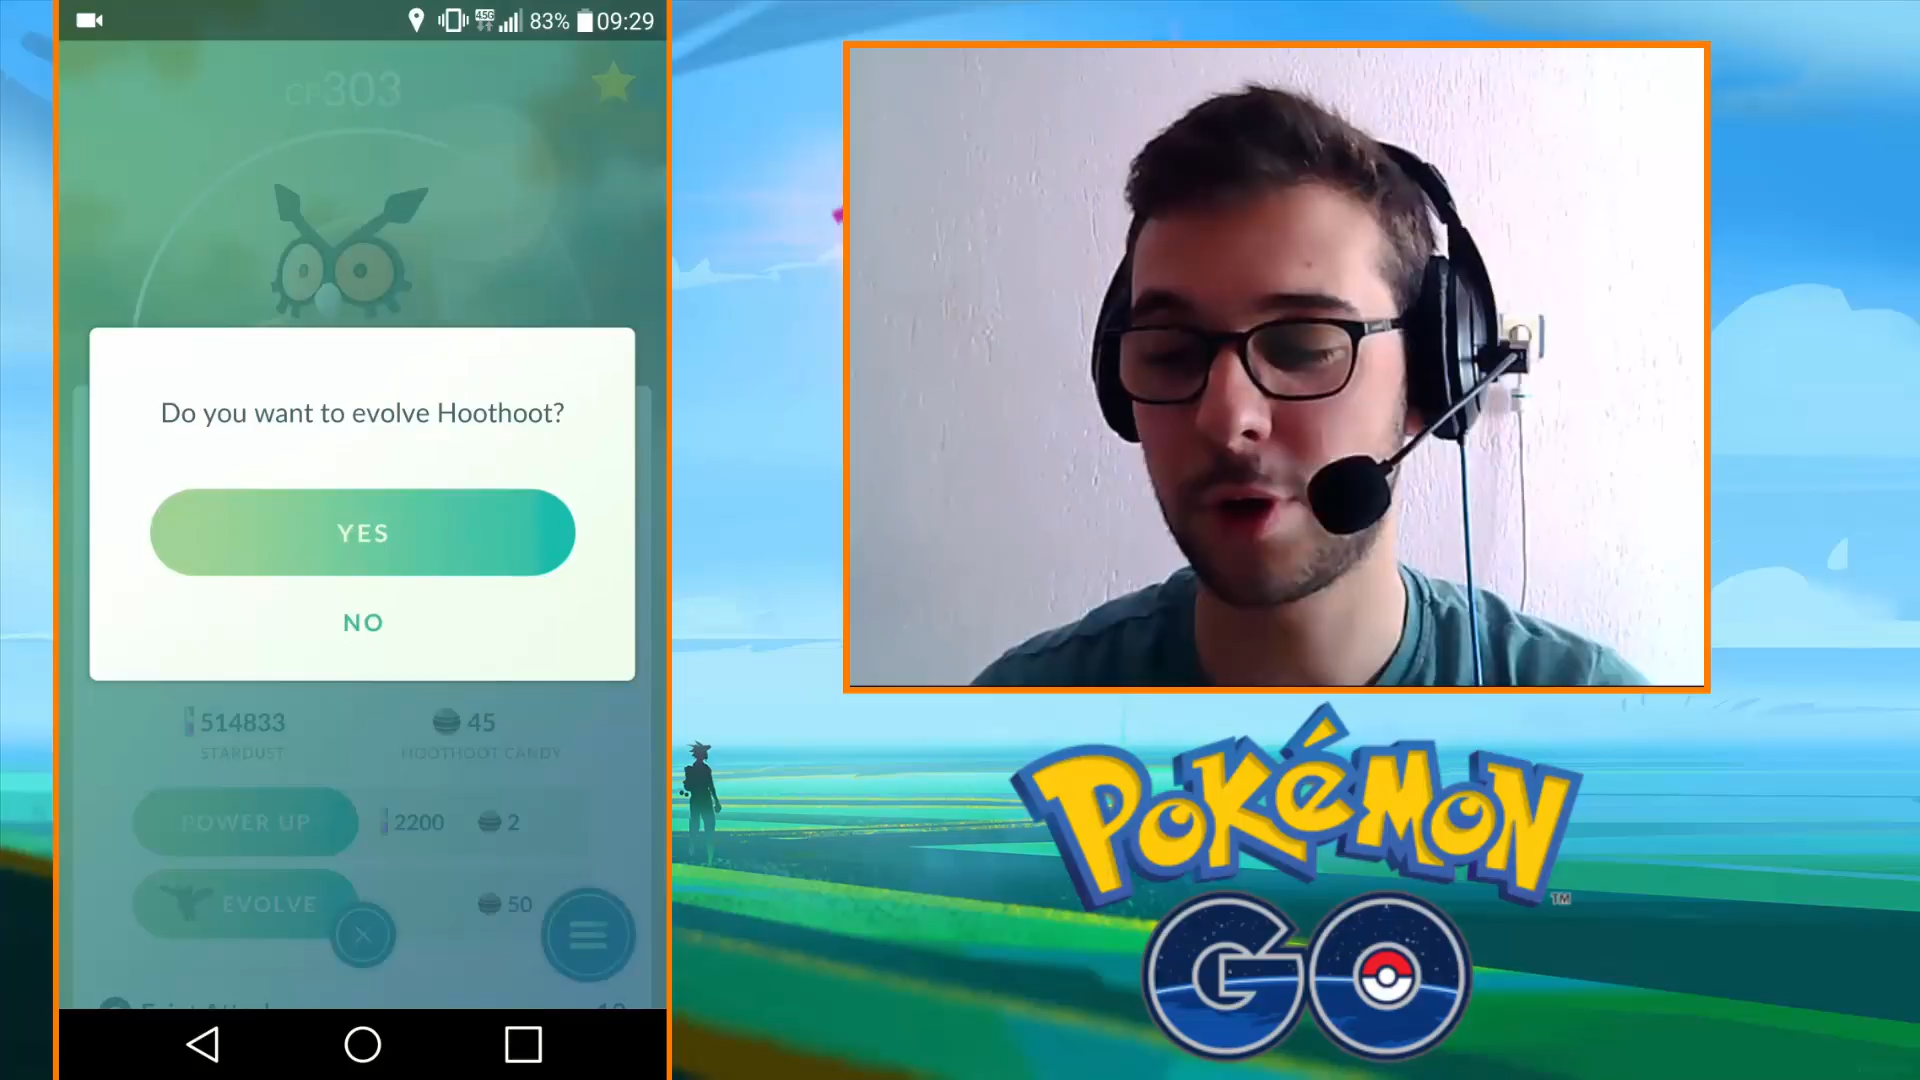 83% 09:29
CP303
Do you want to evolve Hoothoot?
YES
NO
514833
STARDUST
45
HOOTHOOT CANDY
POWER UP 2200 2
EVOLVE 50
POKÉMON
TM
GO